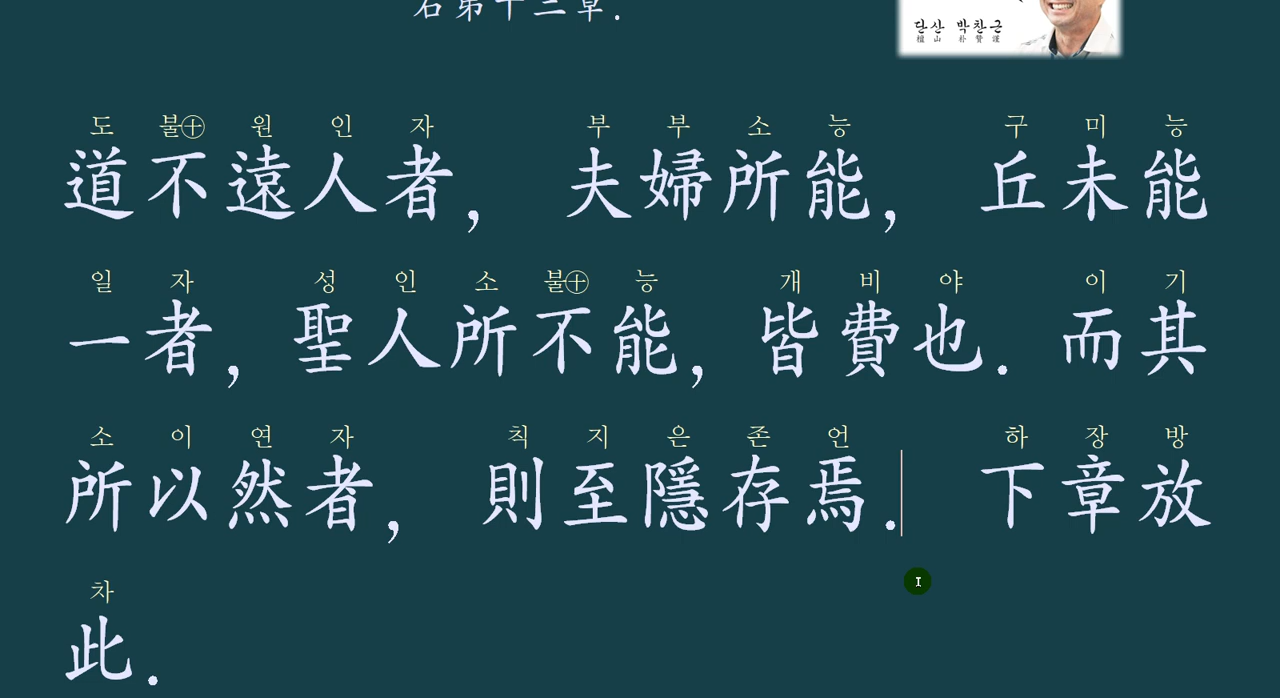 右第十三章.
단산 박찬근
檀山 朴贊謹
도 불㊉ 원 인 자 부 부 소 능 구 미 능
道不遠人者, 夫婦所能, 丘未能
일 자 성 인 소 불㊉ 능 개 비 야 이 기
一者, 聖人所不能, 皆費也. 而其
소 이 연 자 칙 지 은 존 언 하 장 방
所以然者, 則至隱存焉. 下章放
차
此.